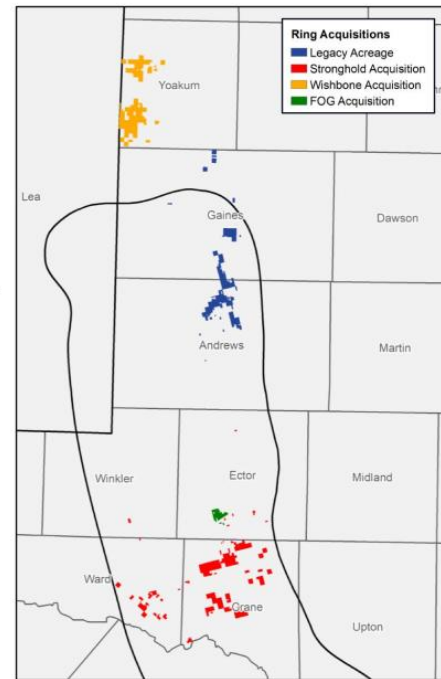 Ring Acquisitions
Legacy Acreage
Stronghold Acquisition
Wishbone Acquisition
FOG Acquisition
Yoakum
Lea
Gaines
Dawson
Andrews
Martin
Winkler
Ector
Midland
Ward
Crane
Upton